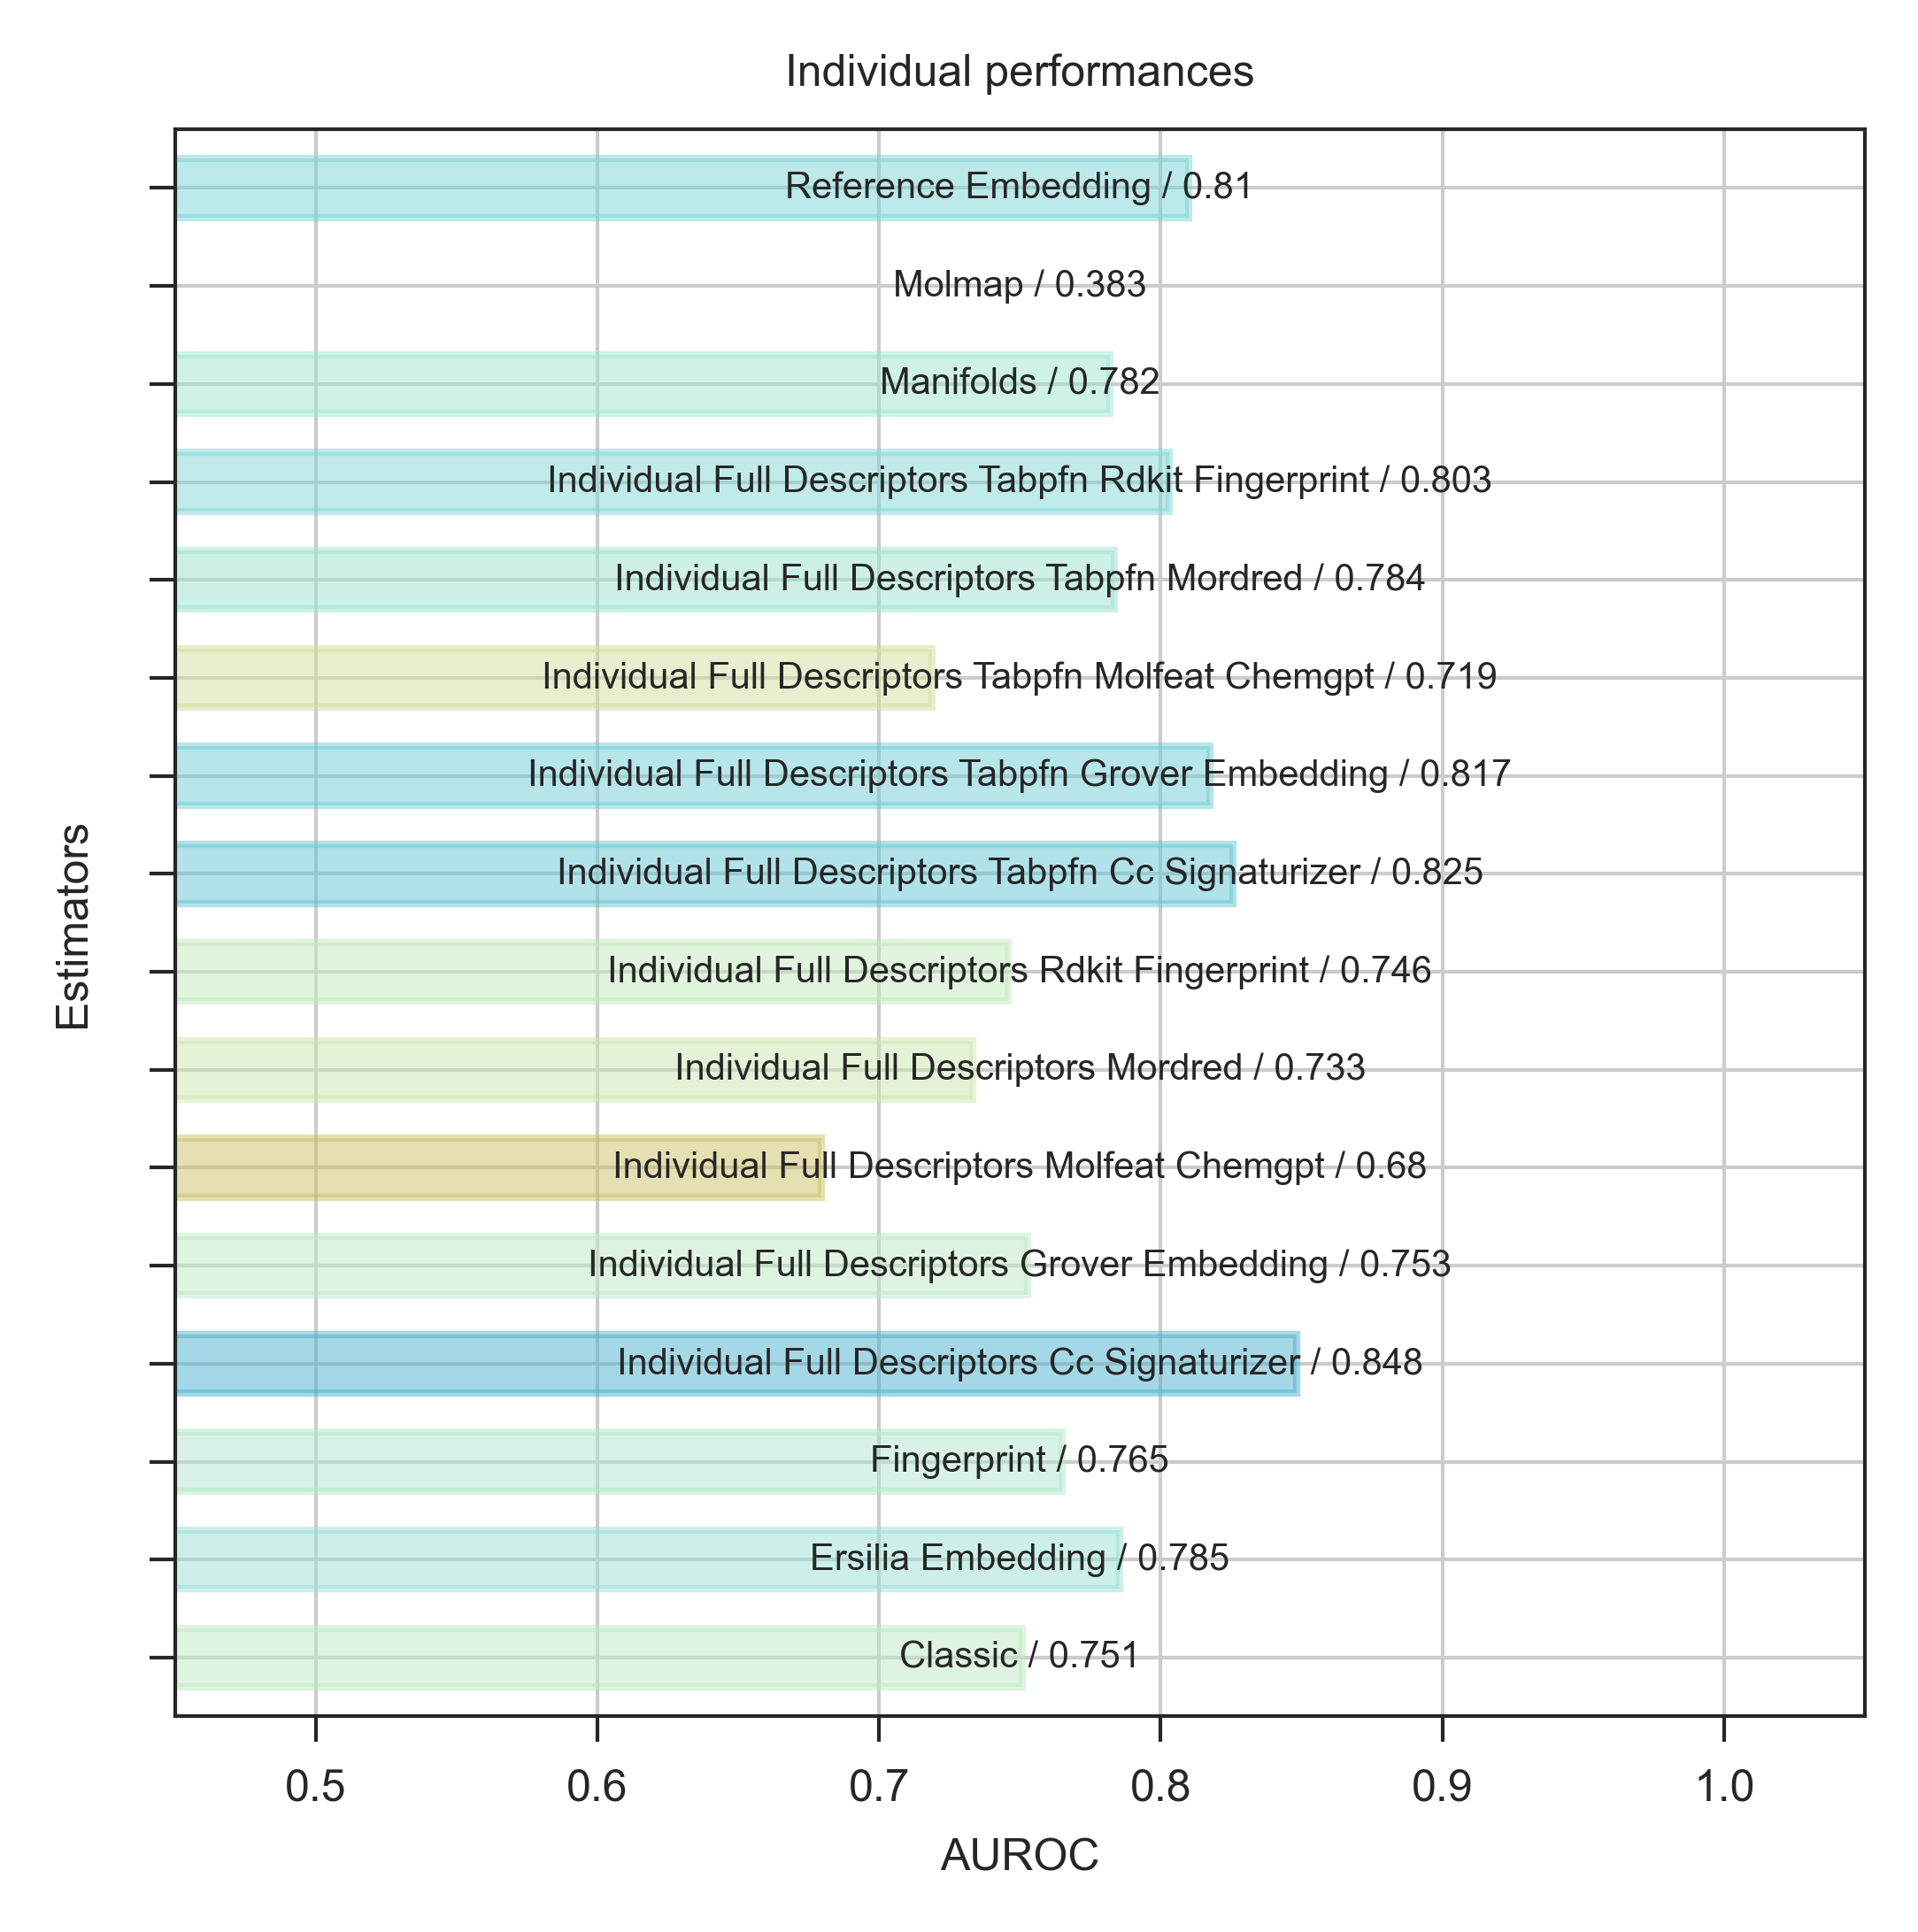 Individual performances
Reference Embedding / 0.81
Molmap / 0.383
Manifolds / 0.782
Individual Full Descriptors Tabpfn Rdkit Fingerprint / 0.803
Individual Full Descriptors Tabpfn Mordred / 0.784
Individual Full Descriptors Tabpfn Molfeat Chemgpt / 0.719
Individual Full Descriptors Tabpfn Grover Embedding / 0.817
Individual Full Descriptors Tabpfn Cc Signaturizer / 0.825
Individual Full Descriptors Rdkit Fingerprint / 0.746
Individual Full Descriptors Mordred / 0.733
Individual Full Descriptors Molfeat Chemgpt / 0.68
Individual Full Descriptors Grover Embedding / 0.753
Individual Full Descriptors Cc Signaturizer / 0.848
Fingerprint / 0.765
Ersilia Embedding / 0.785
Classic / 0.751
Estimators
0.5 0.6 0.7 0.8 0.9 1.0
AUROC